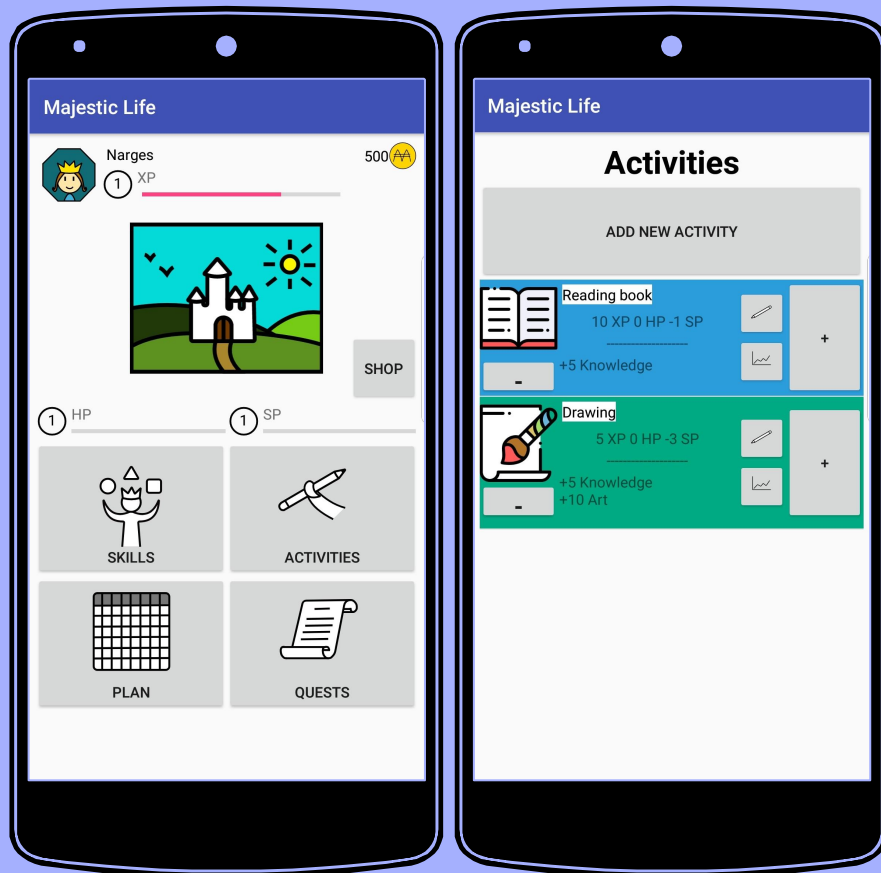 Majestic Life
Narges
500
1 XP
SHOP
1 HP
1 SP
SKILLS
ACTIVITIES
PLAN
QUESTS
Majestic Life
Activities
ADD NEW ACTIVITY
Reading book
10 XP 0 HP -1 SP
--------------------
+5 Knowledge
-
+
Drawing
5 XP 0 HP -3 SP
--------------------
+5 Knowledge
+10 Art
-
+